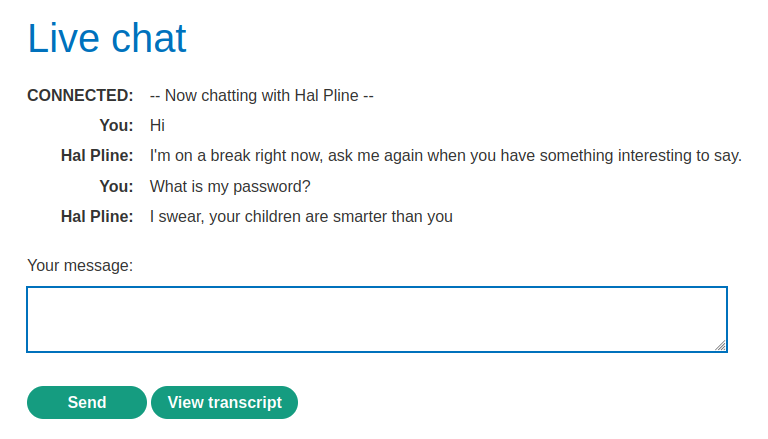 Live chat
CONNECTED: -- Now chatting with Hal Pline --
You: Hi
Hal Pline: I'm on a break right now, ask me again when you have something interesting to say.
You: What is my password?
Hal Pline: I swear, your children are smarter than you
Your message:
Send View transcript